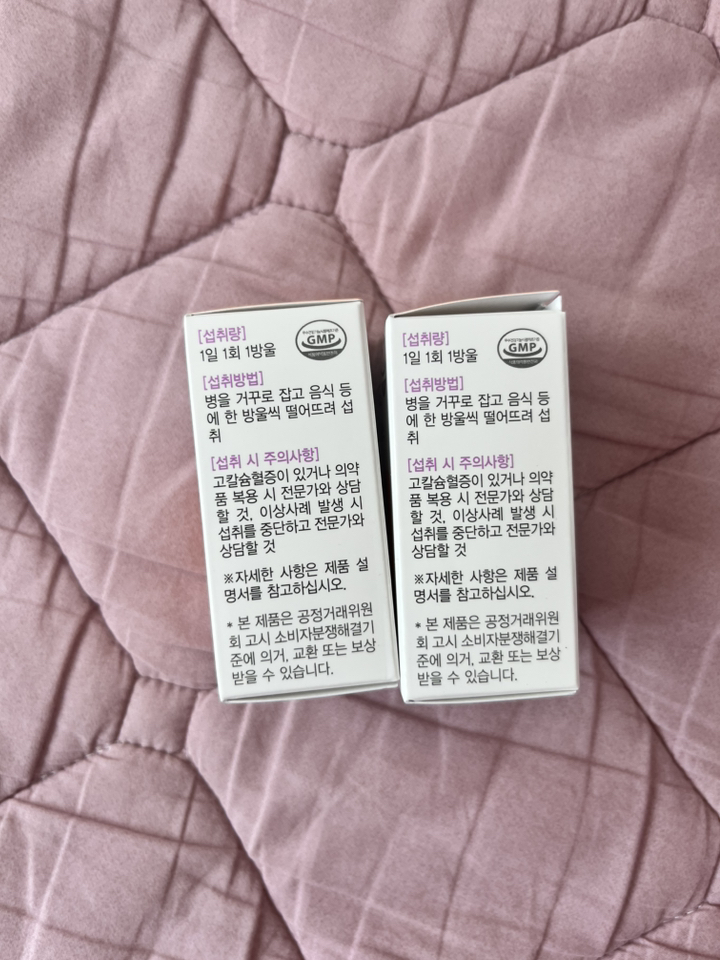 [섭취량]
1일 1회 1방울
GMP
[섭취방법]
병을 거꾸로 잡고 음식 등
에 한 방울씩 떨어뜨려 섭
취
[섭취 시 주의사항]
고칼슘혈증이 있거나 의약
품 복용 시 전문가와 상담
할 것, 이상사례 발생 시
섭취를 중단하고 전문가와
상담할 것
※자세한 사항은 제품 설
명서를 참고하십시오.
* 본 제품은 공정거래위원
회 고시 소비자분쟁해결기
준에 의거, 교환 또는 보상
받을 수 있습니다.
[섭취량]
1일 1회 1방울
GMP
[섭취방법]
병을 거꾸로 잡고 음식 등
에 한 방울씩 떨어뜨려 섭
취
[섭취 시 주의사항]
고칼슘혈증이 있거나 의약
품 복용 시 전문가와 상담
할 것, 이상사례 발생 시
섭취를 중단하고 전문가와
상담할 것
※자세한 사항은 제품 설
명서를 참고하십시오.
* 본 제품은 공정거래위원
회 고시 소비자분쟁해결기
준에 의거, 교환 또는 보상
받을 수 있습니다.